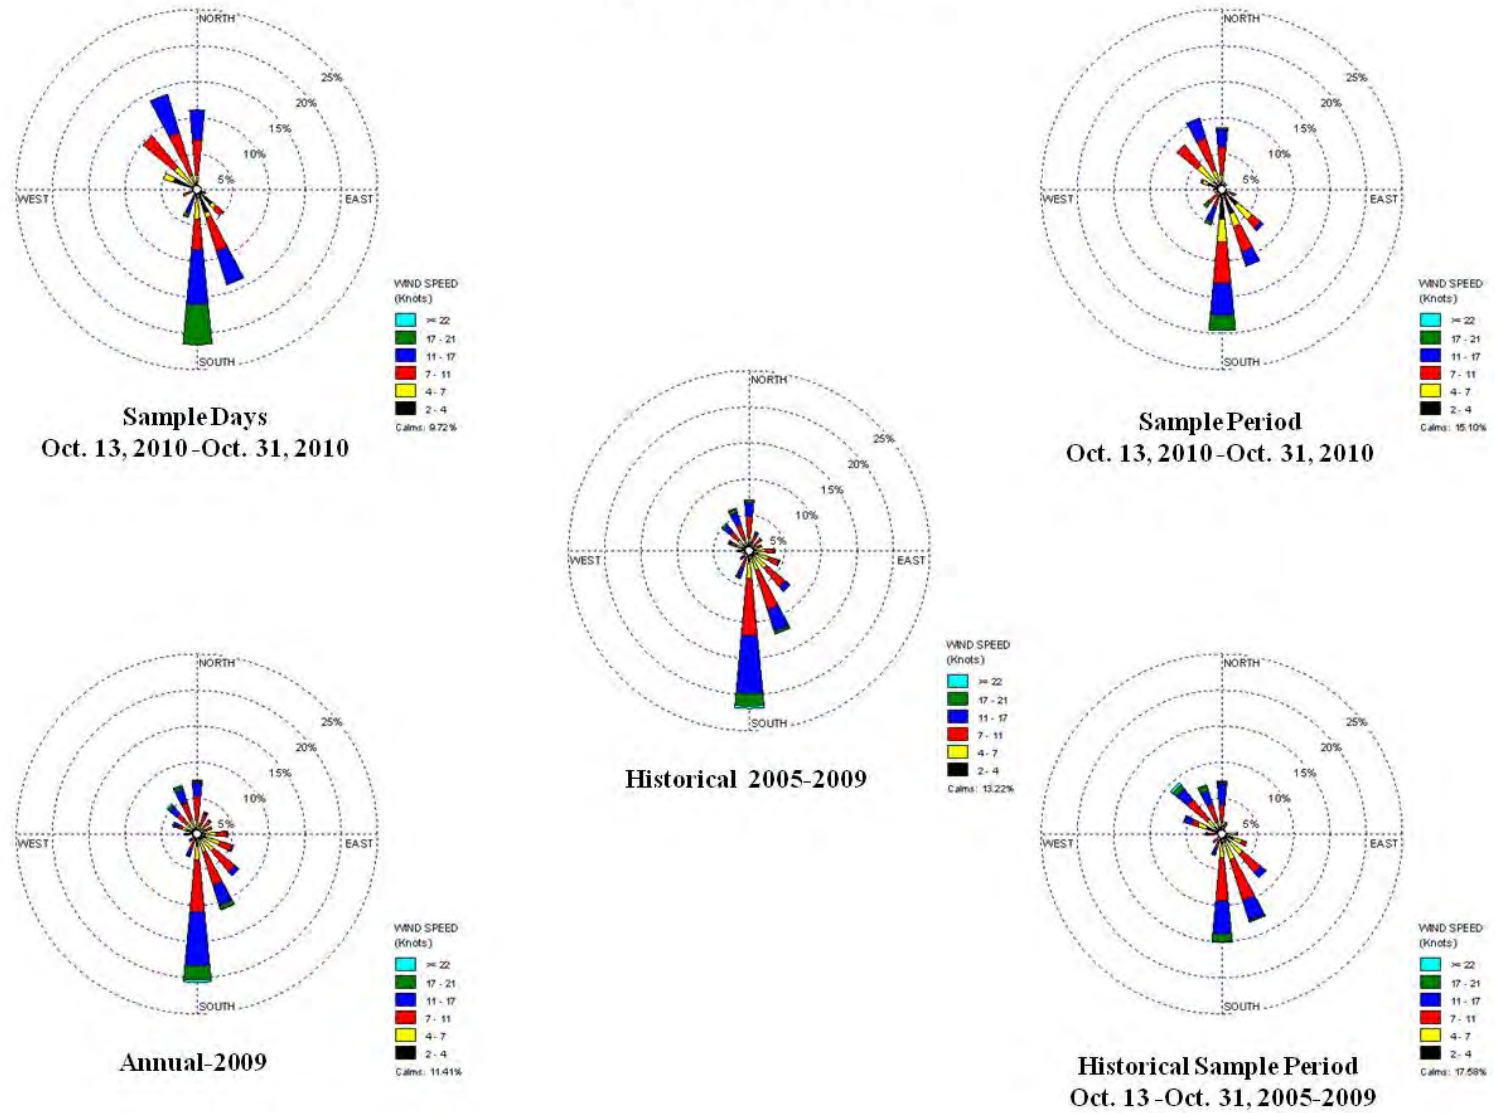 NORTH
25%
20%
15%
10%
5%
WEST
EAST
SOUTH
WIND SPEED
(Knots)
>= 22
17 - 21
11 - 17
7 - 11
4 - 7
2 - 4
Calms: 9.72%
Sample Days
Oct. 13, 2010 -Oct. 31, 2010
NORTH
25%
20%
15%
10%
5%
WEST
EAST
SOUTH
WIND SPEED
(Knots)
>= 22
17 - 21
11 - 17
7 - 11
4 - 7
2 - 4
Calms: 15.10%
Sample Period
Oct. 13, 2010 -Oct. 31, 2010
NORTH
25%
20%
15%
10%
5%
WEST
EAST
SOUTH
WIND SPEED
(Knots)
>= 22
17 - 21
11 - 17
7 - 11
4 - 7
2 - 4
Calms: 13.22%
Historical 2005-2009
NORTH
25%
20%
15%
10%
5%
WEST
EAST
SOUTH
WIND SPEED
(Knots)
>= 22
17 - 21
11 - 17
7 - 11
4 - 7
2 - 4
Calms: 11.41%
Annual-2009
NORTH
25%
20%
15%
10%
5%
WEST
EAST
SOUTH
WIND SPEED
(Knots)
>= 22
17 - 21
11 - 17
7 - 11
4 - 7
2 - 4
Calms: 17.58%
Historical Sample Period
Oct. 13 -Oct. 31, 2005-2009